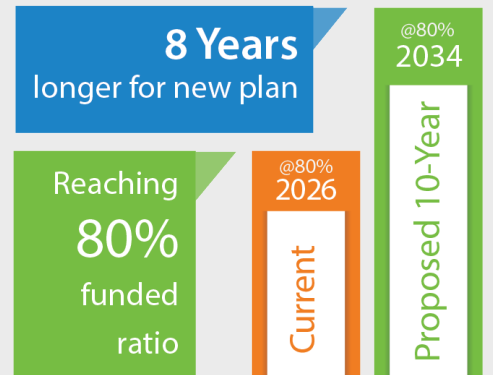 8 Years
longer for new plan
Reaching
80%
funded
ratio
@80%
2026
Current
@80%
2034
Proposed 10-Year